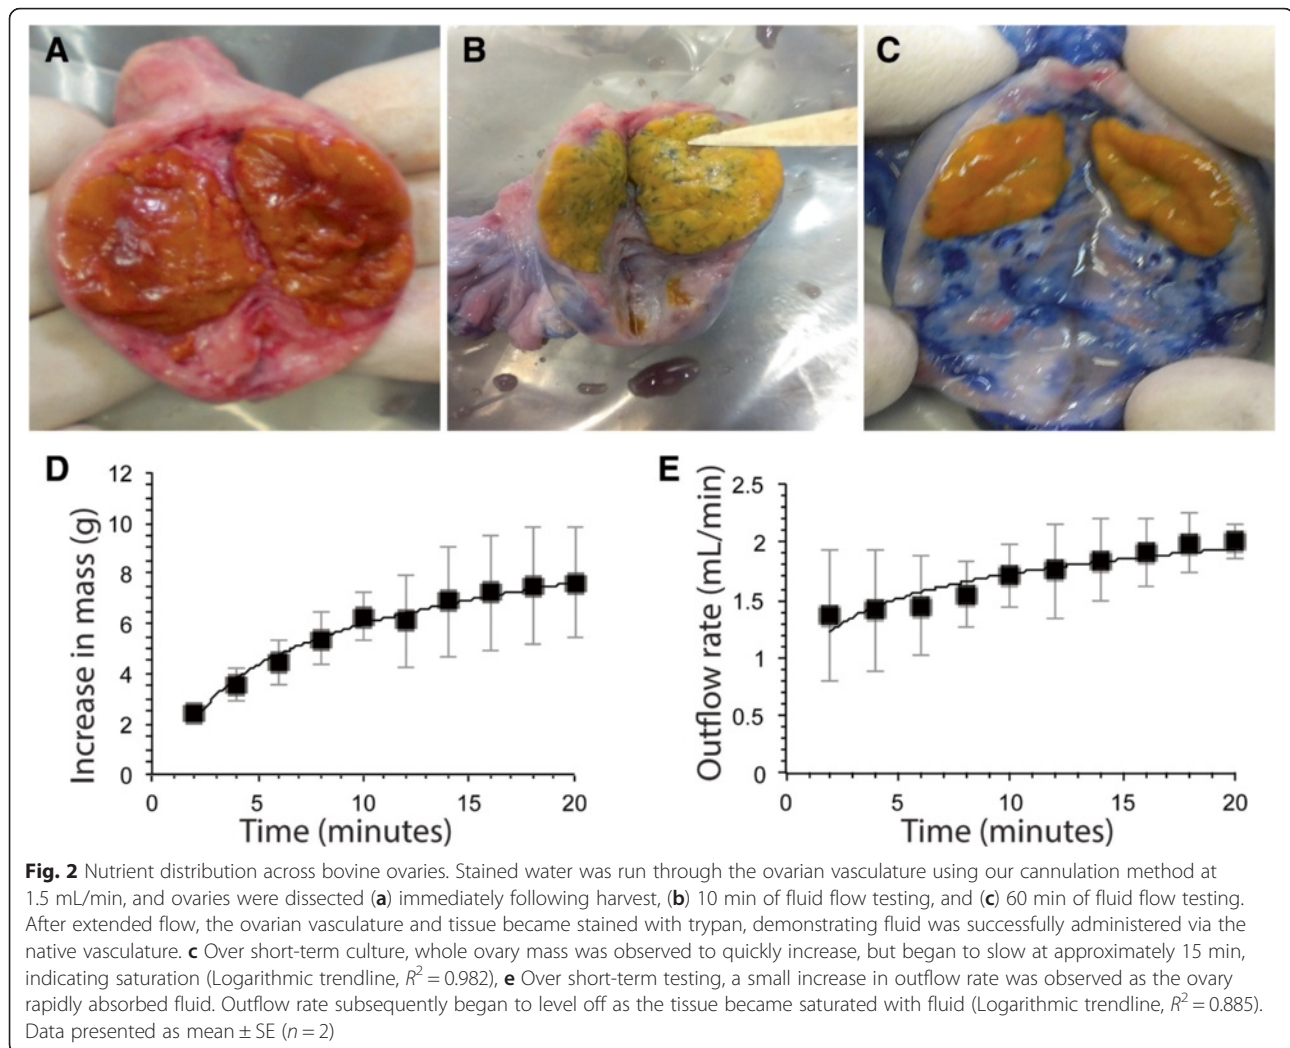 A
B
C
D
E
12
10
8
6
4
2
0
Increase in mass (g)
0
5
10
15
20
Time (minutes)
2.5
2
1.5
1
0.5
0
Outflow rate (mL/min)
0
5
10
15
20
Time (minutes)
Fig. 2 Nutrient distribution across bovine ovaries. Stained water was run through the ovarian vasculature using our cannulation method at
1.5 mL/min, and ovaries were dissected (a) immediately following harvest, (b) 10 min of fluid flow testing, and (c) 60 min of fluid flow testing.
After extended flow, the ovarian vasculature and tissue became stained with trypan, demonstrating fluid was successfully administered via the
native vasculature. c Over short-term culture, whole ovary mass was observed to quickly increase, but began to slow at approximately 15 min,
indicating saturation (Logarithmic trendline, R² = 0.982), e Over short-term testing, a small increase in outflow rate was observed as the ovary
rapidly absorbed fluid. Outflow rate subsequently began to level off as the tissue became saturated with fluid (Logarithmic trendline, R² = 0.885).
Data presented as mean ± SE (n = 2)